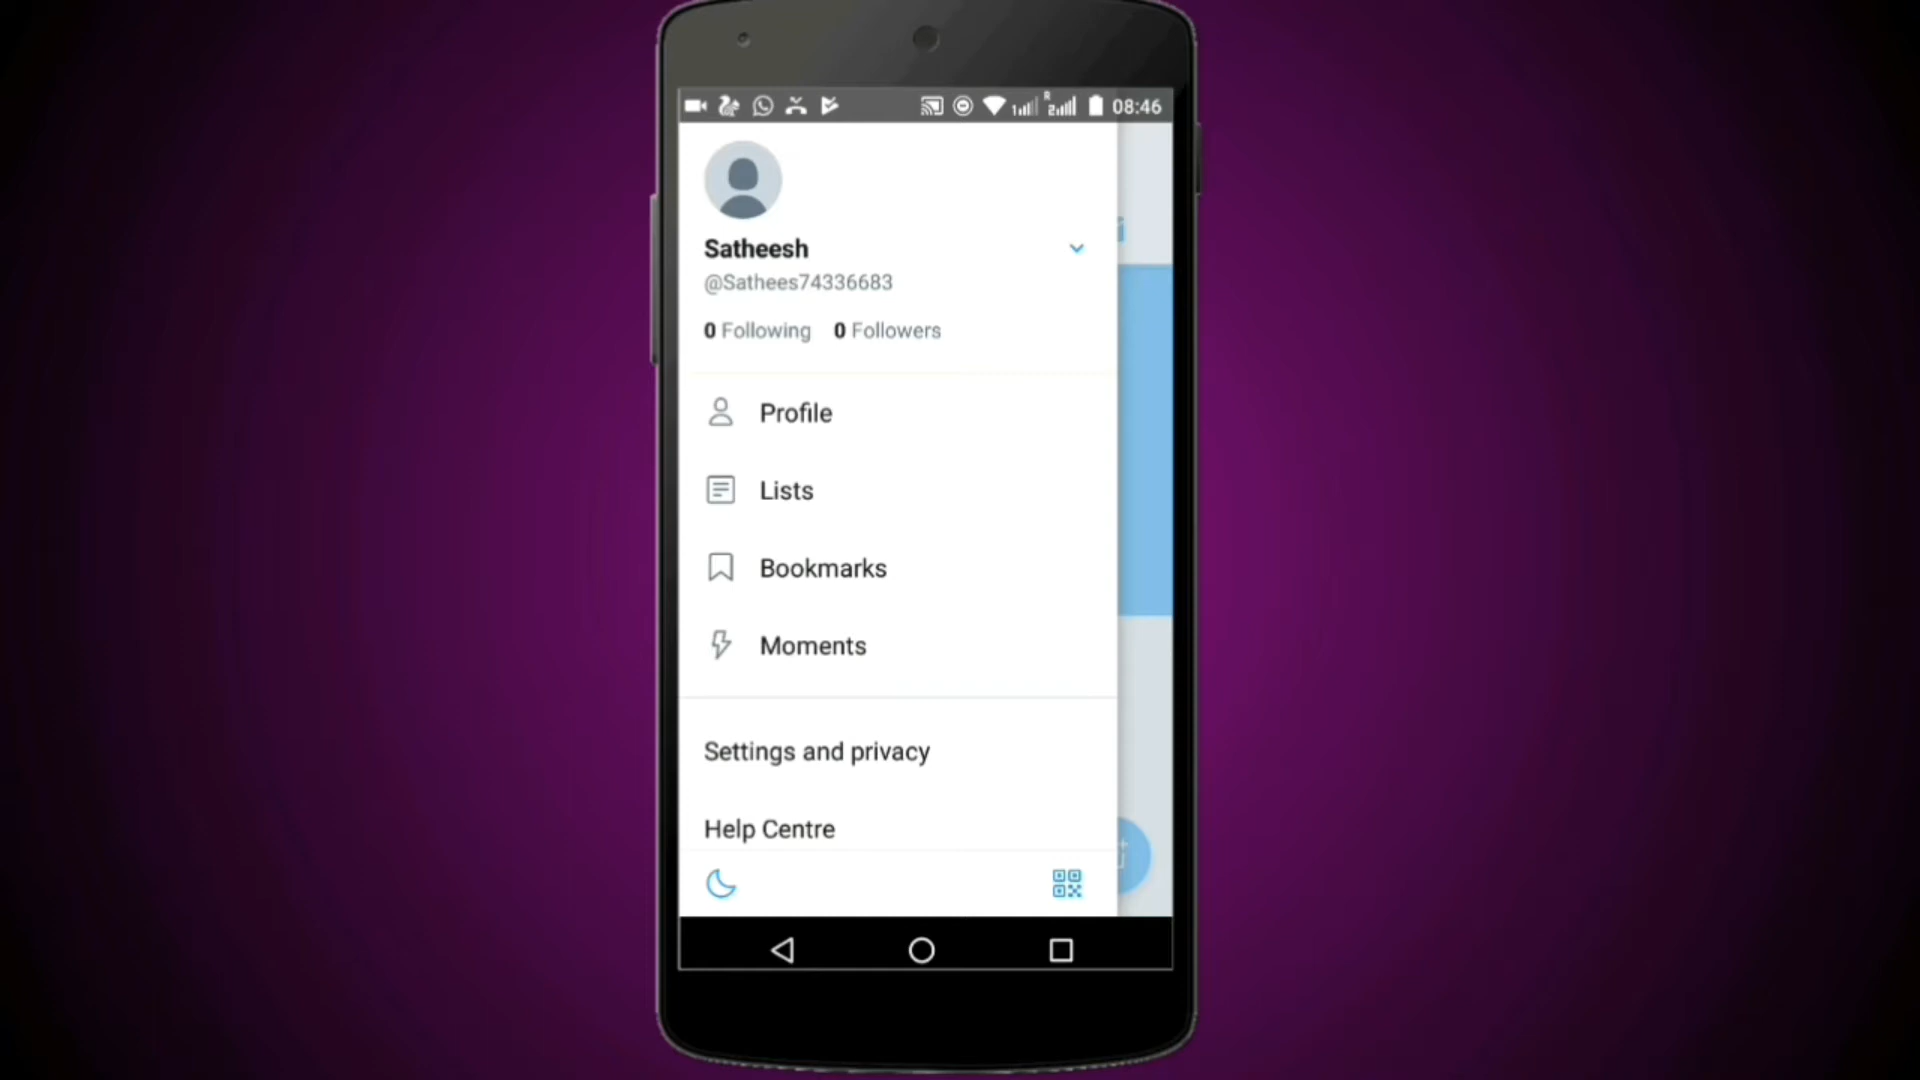 08:46
Satheesh
@Sathees74336683
0 Following 0 Followers
Profile
Lists
Bookmarks
Moments
Settings and privacy
Help Centre